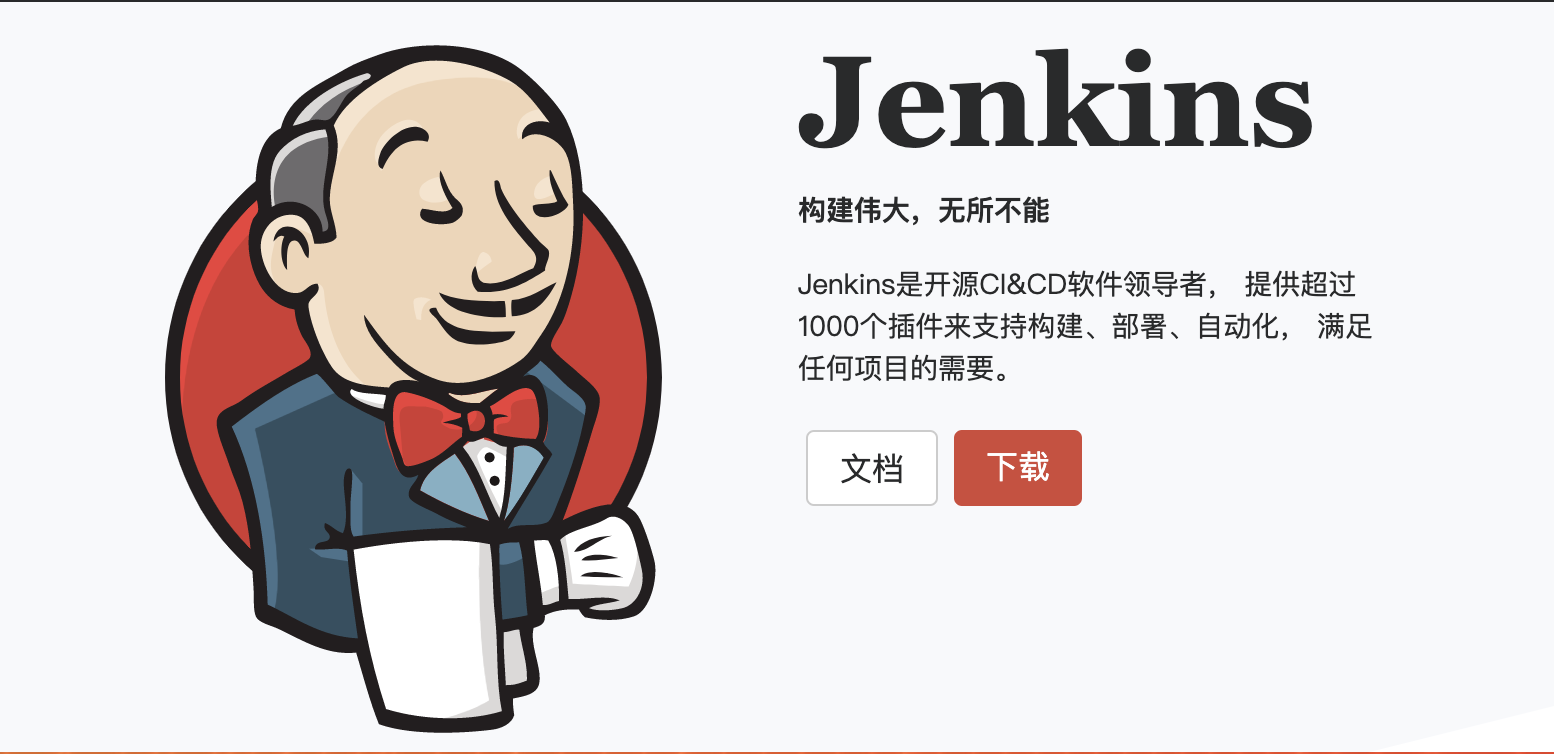 Jenkins
构建伟大，无所不能
Jenkins是开源CI&CD软件领导者， 提供超过
1000个插件来支持构建、部署、自动化， 满足
任何项目的需要。
文档
下载